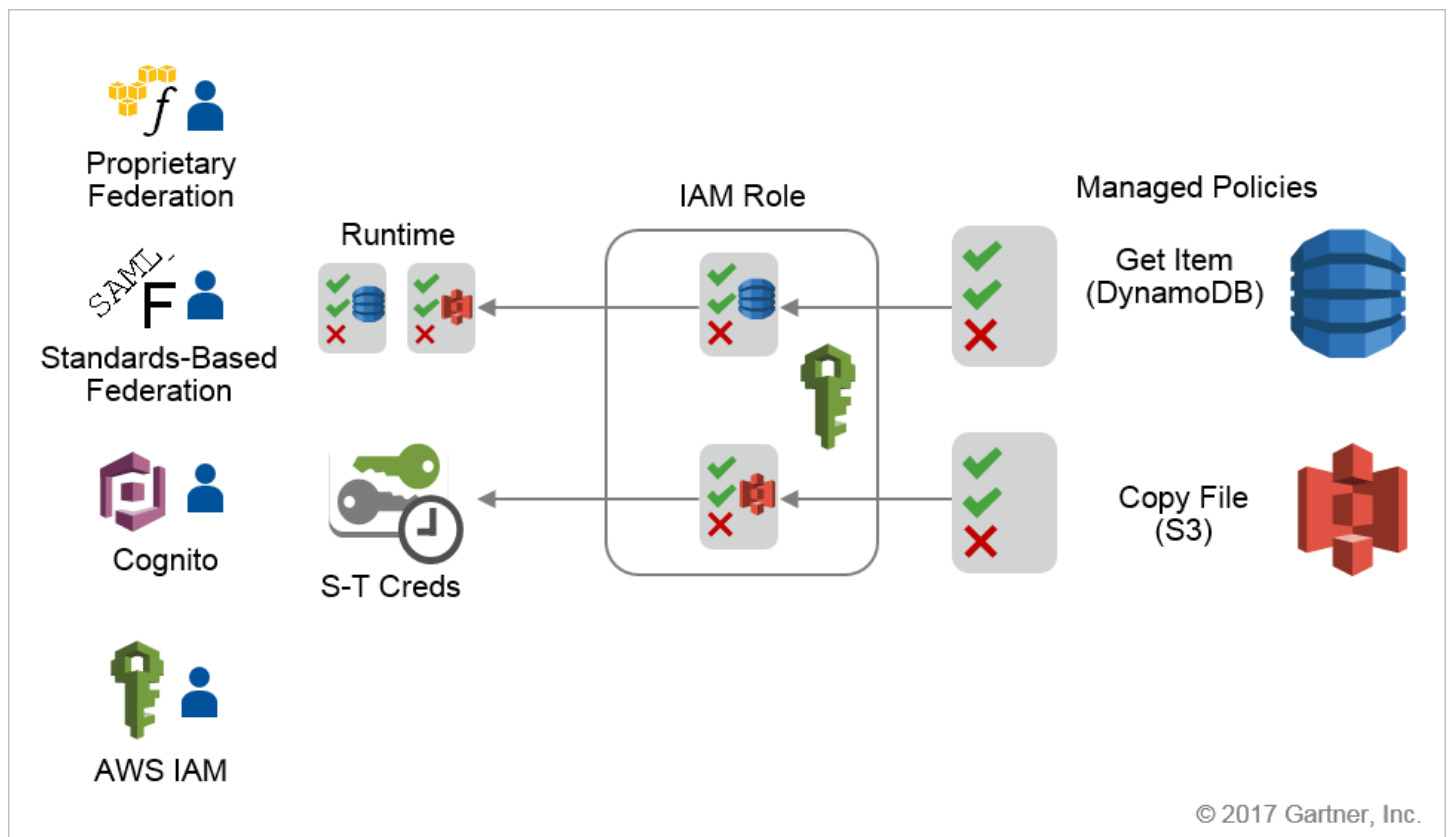 f
Proprietary
Federation
SAML
F
Standards-Based
Federation
Cognito
AWS IAM
Runtime
S-T Creds
IAM Role
Managed Policies
Get Item
(DynamoDB)
Copy File
(S3)
© 2017 Gartner, Inc.